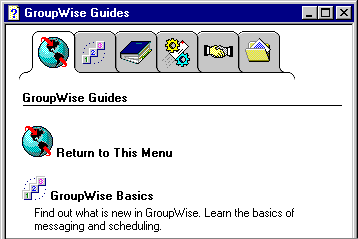 GroupWise Guides
GroupWise Guides
Return to This Menu
GroupWise Basics
Find out what is new in GroupWise. Learn the basics of
messaging and scheduling.